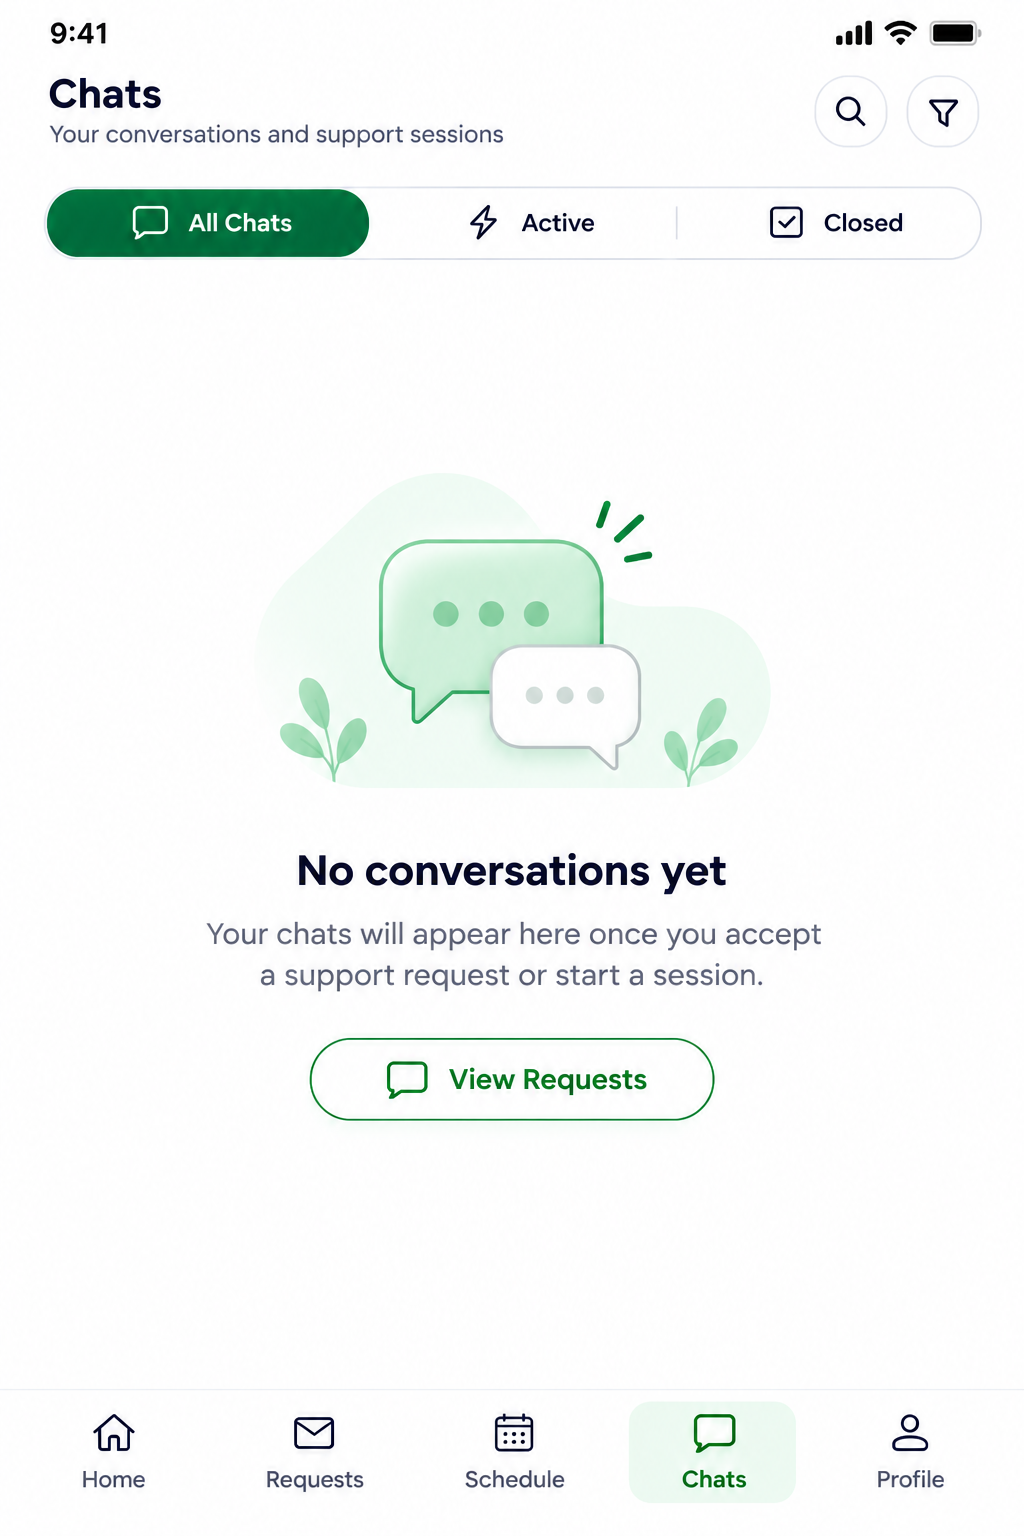 9:41
Chats
Your conversations and support sessions
All Chats
Active
Closed
No conversations yet
Your chats will appear here once you accept
a support request or start a session.
View Requests
Home
Requests
Schedule
Chats
Profile